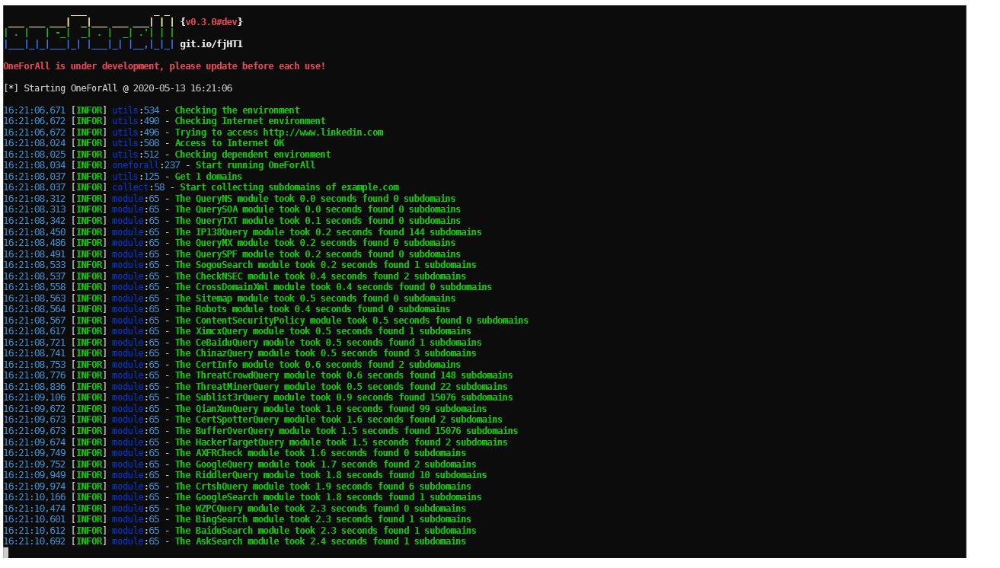 {v0.3.0#dev}
git.io/fjHT1
OneForAll is under development, please update before each use!
[*] Starting OneForAll @ 2020-05-13 16:21:06
16:21:06,671 [INFOR] utils:534 - Checking the environment
16:21:06,672 [INFOR] utils:490 - Checking Internet environment
16:21:06,672 [INFOR] utils:496 - Trying to access http://www.linkedin.com
16:21:08,024 [INFOR] utils:508 - Access to Internet OK
16:21:08,025 [INFOR] utils:512 - Checking dependent environment
16:21:08,034 [INFOR] oneforall:237 - Start running OneForAll
16:21:08,037 [INFOR] utils:125 - Get 1 domains
16:21:08,037 [INFOR] collect:58 - Start collecting subdomains of example.com
16:21:08,312 [INFOR] module:65 - The QueryNS module took 0.0 seconds found 0 subdomains
16:21:08,313 [INFOR] module:65 - The QuerySOA module took 0.0 seconds found 0 subdomains
16:21:08,342 [INFOR] module:65 - The QueryTXT module took 0.1 seconds found 0 subdomains
16:21:08,450 [INFOR] module:65 - The IP138Query module took 0.2 seconds found 144 subdomains
16:21:08,486 [INFOR] module:65 - The QueryMX module took 0.2 seconds found 0 subdomains
16:21:08,491 [INFOR] module:65 - The QuerySPF module took 0.2 seconds found 0 subdomains
16:21:08,533 [INFOR] module:65 - The SogouSearch module took 0.2 seconds found 1 subdomains
16:21:08,537 [INFOR] module:65 - The CheckNSEC module took 0.4 seconds found 2 subdomains
16:21:08,558 [INFOR] module:65 - The CrossDomainXml module took 0.4 seconds found 0 subdomains
16:21:08,563 [INFOR] module:65 - The Sitemap module took 0.5 seconds found 0 subdomains
16:21:08,564 [INFOR] module:65 - The Robots module took 0.4 seconds found 0 subdomains
16:21:08,567 [INFOR] module:65 - The ContentSecurityPolicy module took 0.5 seconds found 0 subdomains
16:21:08,617 [INFOR] module:65 - The XimcxQuery module took 0.5 seconds found 1 subdomains
16:21:08,721 [INFOR] module:65 - The CeBaiduQuery module took 0.5 seconds found 1 subdomains
16:21:08,741 [INFOR] module:65 - The ChinazQuery module took 0.5 seconds found 3 subdomains
16:21:08,753 [INFOR] module:65 - The CertInfo module took 0.6 seconds found 2 subdomains
16:21:08,776 [INFOR] module:65 - The ThreatCrowdQuery module took 0.6 seconds found 148 subdomains
16:21:08,836 [INFOR] module:65 - The ThreatMinerQuery module took 0.5 seconds found 22 subdomains
16:21:09,106 [INFOR] module:65 - The Sublist3rQuery module took 0.9 seconds found 15076 subdomains
16:21:09,672 [INFOR] module:65 - The QianXunQuery module took 1.0 seconds found 99 subdomains
16:21:09,673 [INFOR] module:65 - The CertSpotterQuery module took 1.6 seconds found 2 subdomains
16:21:09,673 [INFOR] module:65 - The BufferOverQuery module took 1.5 seconds found 15076 subdomains
16:21:09,674 [INFOR] module:65 - The HackerTargetQuery module took 1.5 seconds found 2 subdomains
16:21:09,749 [INFOR] module:65 - The AXFRCheck module took 1.6 seconds found 0 subdomains
16:21:09,752 [INFOR] module:65 - The GoogleQuery module took 1.7 seconds found 2 subdomains
16:21:09,949 [INFOR] module:65 - The RiddlerQuery module took 1.8 seconds found 10 subdomains
16:21:09,974 [INFOR] module:65 - The CrtshQuery module took 1.9 seconds found 6 subdomains
16:21:10,166 [INFOR] module:65 - The GoogleSearch module took 1.8 seconds found 1 subdomains
16:21:10,474 [INFOR] module:65 - The WZPCQuery module took 2.3 seconds found 0 subdomains
16:21:10,601 [INFOR] module:65 - The BingSearch module took 2.3 seconds found 1 subdomains
16:21:10,612 [INFOR] module:65 - The BaiduSearch module took 2.3 seconds found 1 subdomains
16:21:10,692 [INFOR] module:65 - The AskSearch module took 2.4 seconds found 1 subdomains